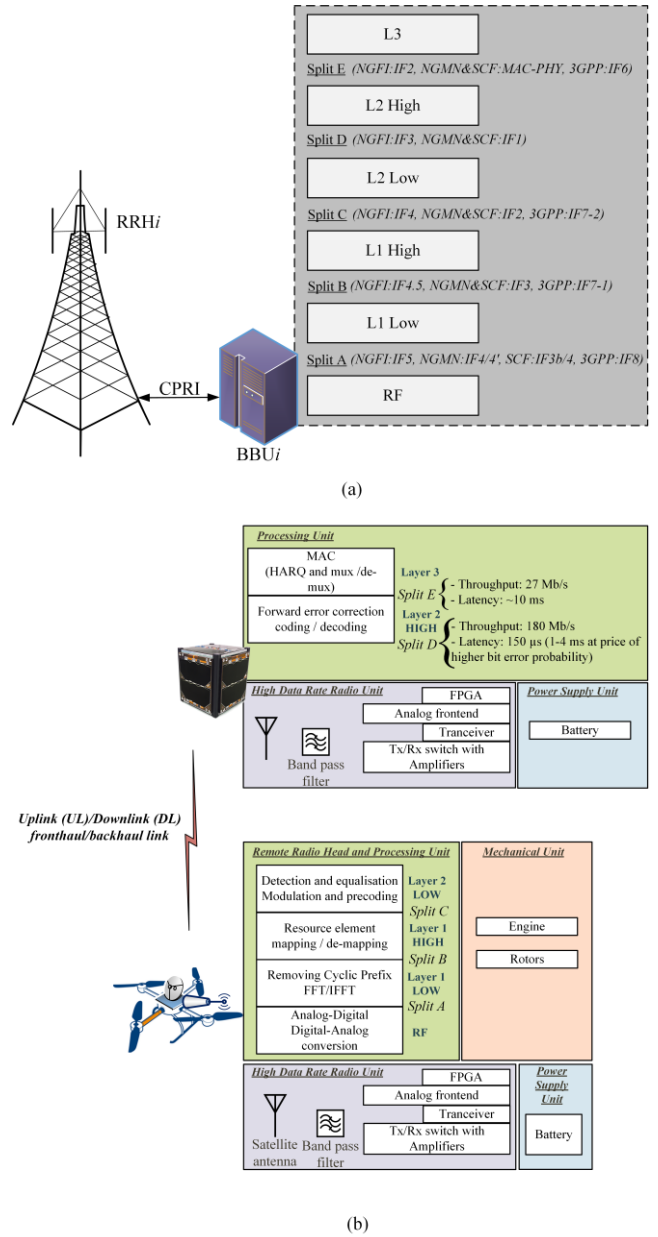 L3
Split E (NGFI:IF2, NGMN&SCF:MAC-PHY, 3GPP:IF6)
L2 High
Split D (NGFI:IF3, NGMN&SCF:IF1)
L2 Low
Split C (NGFI:IF4, NGMN&SCF:IF2, 3GPP:IF7-2)
L1 High
Split B (NGFI:IF4.5, NGMN&SCF:IF3, 3GPP:IF7-1)
L1 Low
Split A (NGFI:IF5, NGMN:IF4/4', SCF:IF3b/4, 3GPP:IF8)
RF
RRHi
CPRI
BBUi
(a)
Processing Unit
MAC
(HARQ and mux /de-
mux)
Forward error correction
coding / decoding
Layer 3
Split E
- Throughput: 27 Mb/s
- Latency: ~10 ms
Layer 2
HIGH
Split D
- Throughput: 180 Mb/s
- Latency: 150 µs (1-4 ms at price of
higher bit error probability)
High Data Rate Radio Unit
FPGA
Analog frontend
Tranceiver
Tx/Rx switch with
Amplifiers
Band pass
filter
Power Supply Unit
Battery
Uplink (UL)/Downlink (DL)
fronthaul/backhaul link
Remote Radio Head and Processing Unit
Detection and equalisation
Modulation and precoding
Layer 2
LOW
Split C
Resource element
mapping / de-mapping
Layer 1
HIGH
Split B
Removing Cyclic Prefix
FFT/IFFT
Layer 1
LOW
Split A
Analog-Digital
Digital-Analog
conversion
RF
Mechanical Unit
Engine
Rotors
High Data Rate Radio Unit
FPGA
Analog frontend
Tranceiver
Tx/Rx switch with
Amplifiers
Satellite
antenna
Band pass
filter
Power
Supply
Unit
Battery
(b)